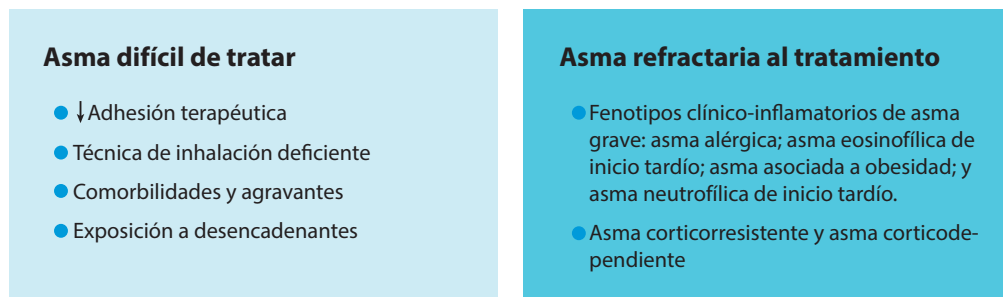 Asma difícil de tratar
● ↓Adhesión terapéutica
● Técnica de inhalación deficiente
● Comorbilidades y agravantes
● Exposición a desencadenantes
Asma refractaria al tratamiento
● Fenotipos clínico-inflamatorios de asma
grave: asma alérgica; asma eosinofílica de
inicio tardío; asma asociada a obesidad; y
asma neutrofílica de inicio tardío.
● Asma corticorresistente y asma corticode-
pendiente